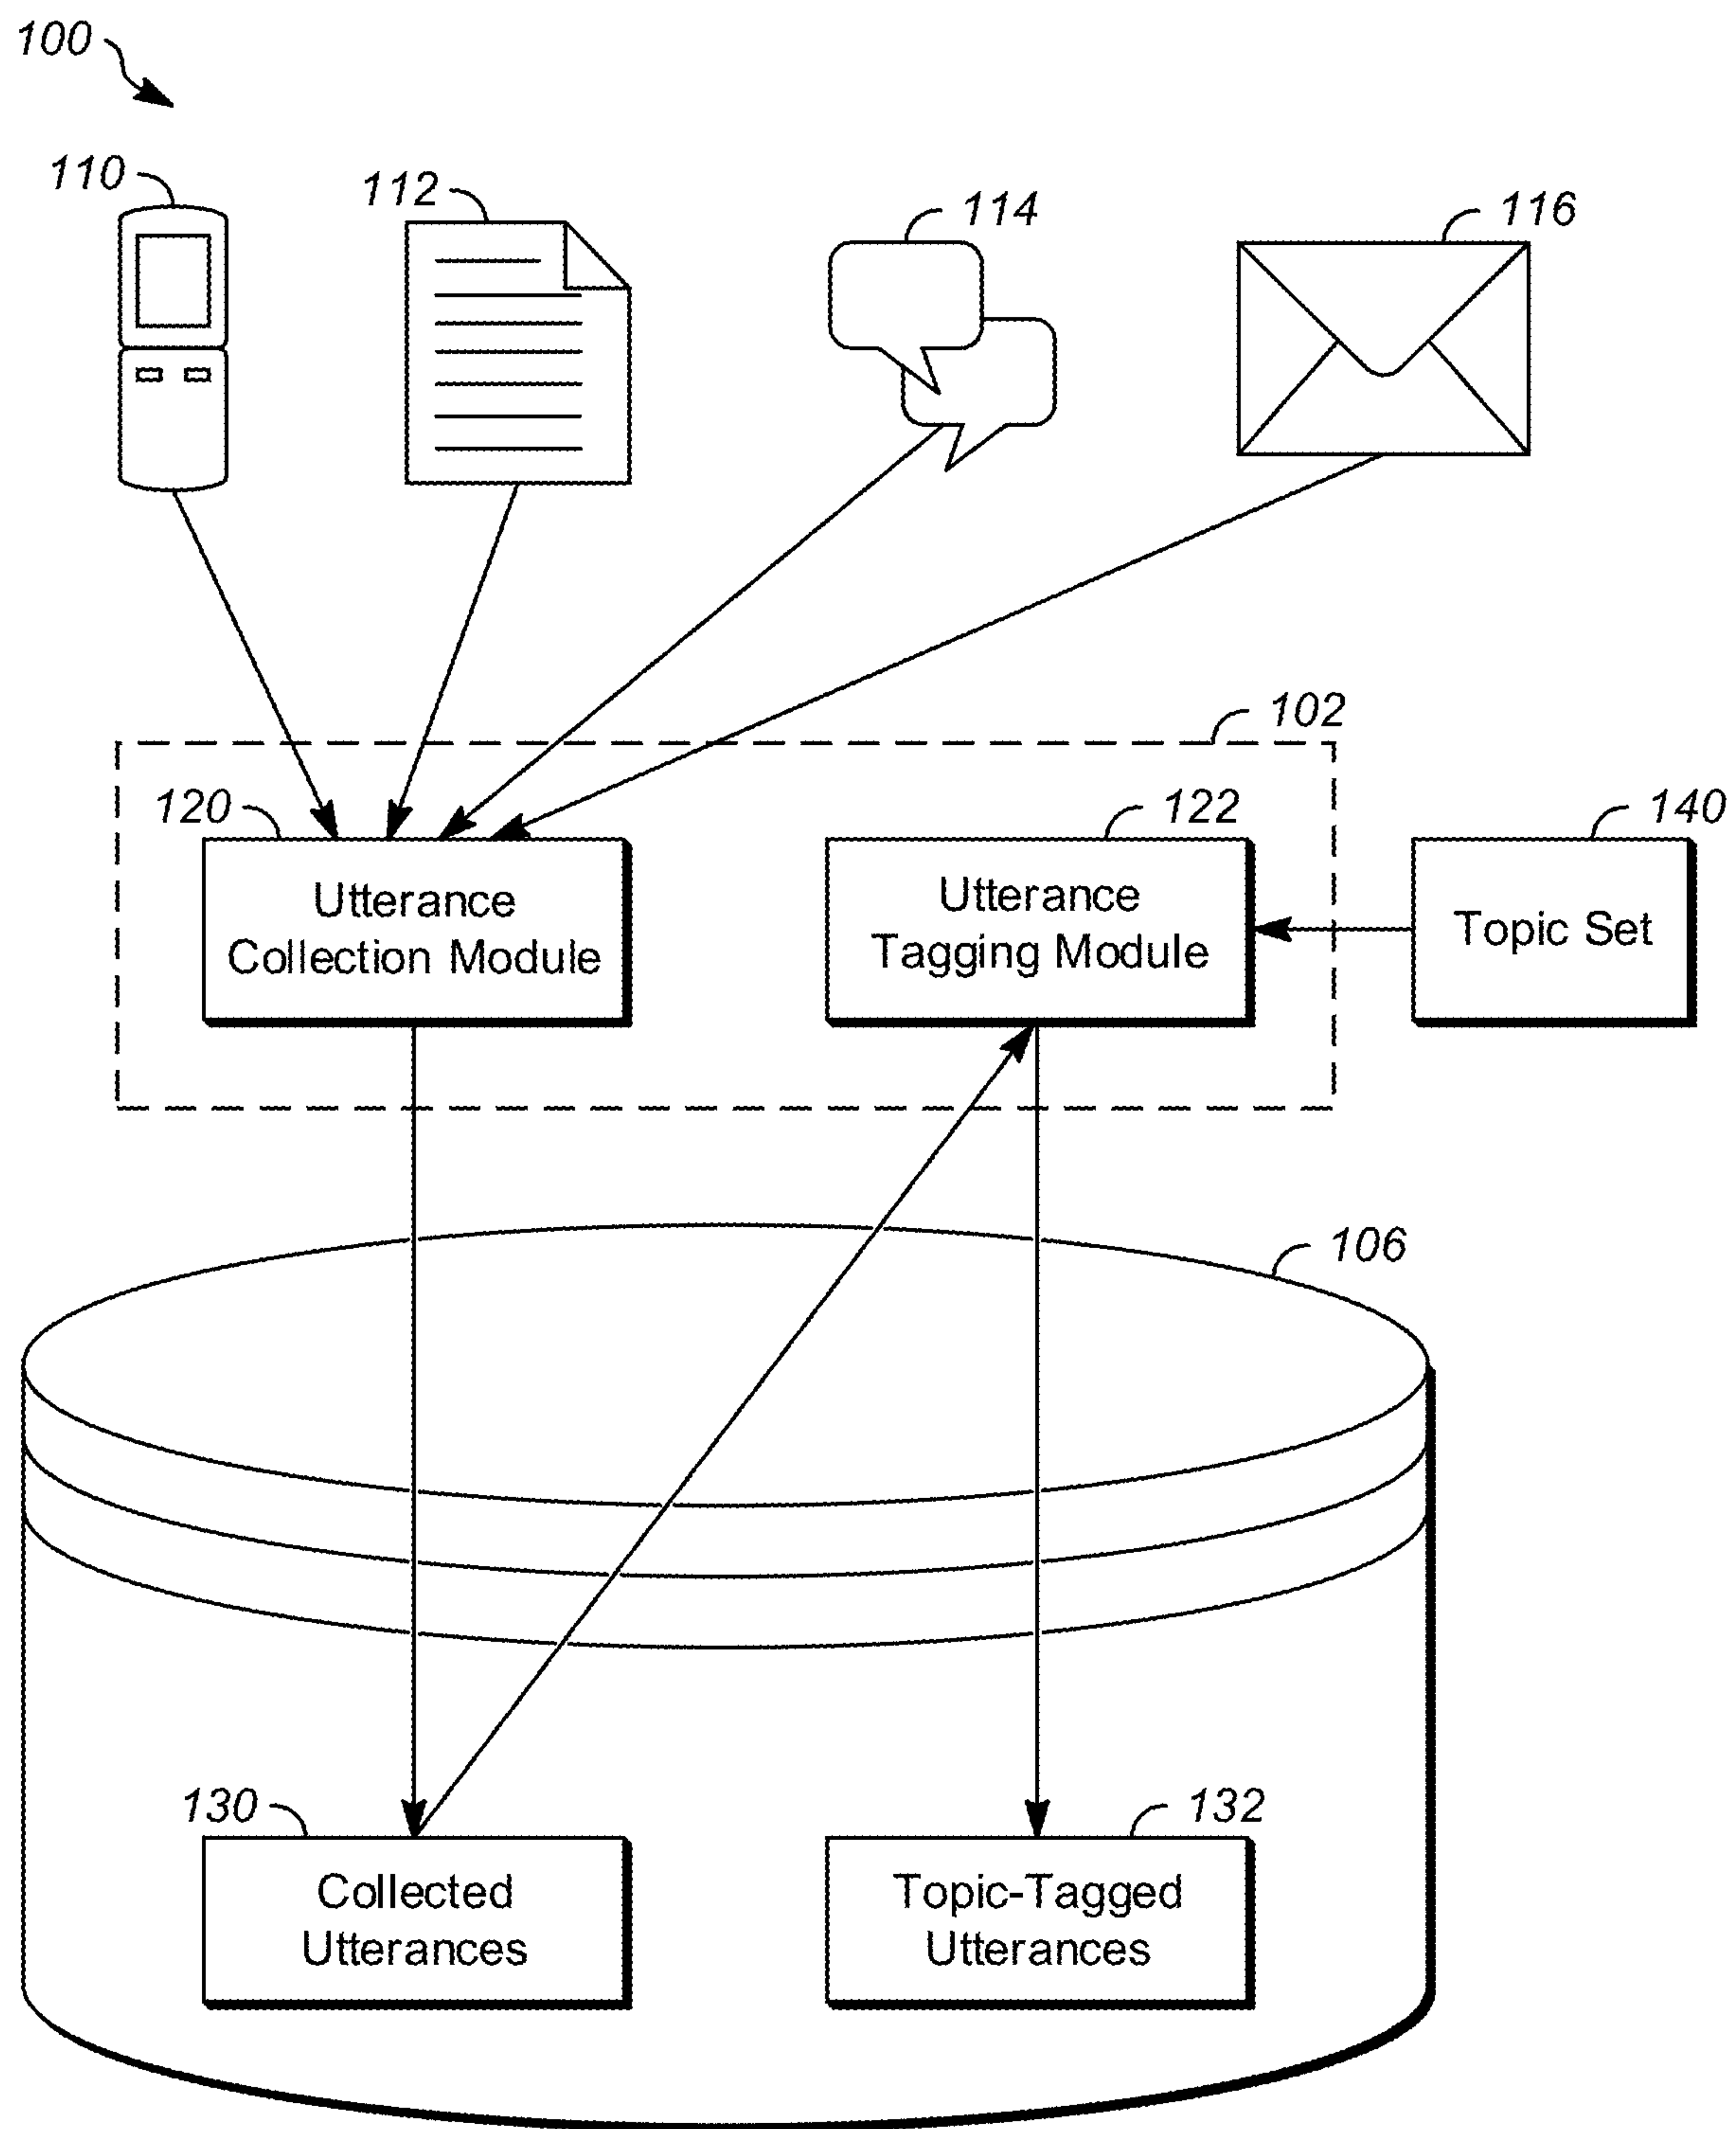 100
110
112
114
116
102
120
122
140
Utterance
Collection Module
Utterance
Tagging Module
Topic Set
106
130
132
Collected
Utterances
Topic-Tagged
Utterances